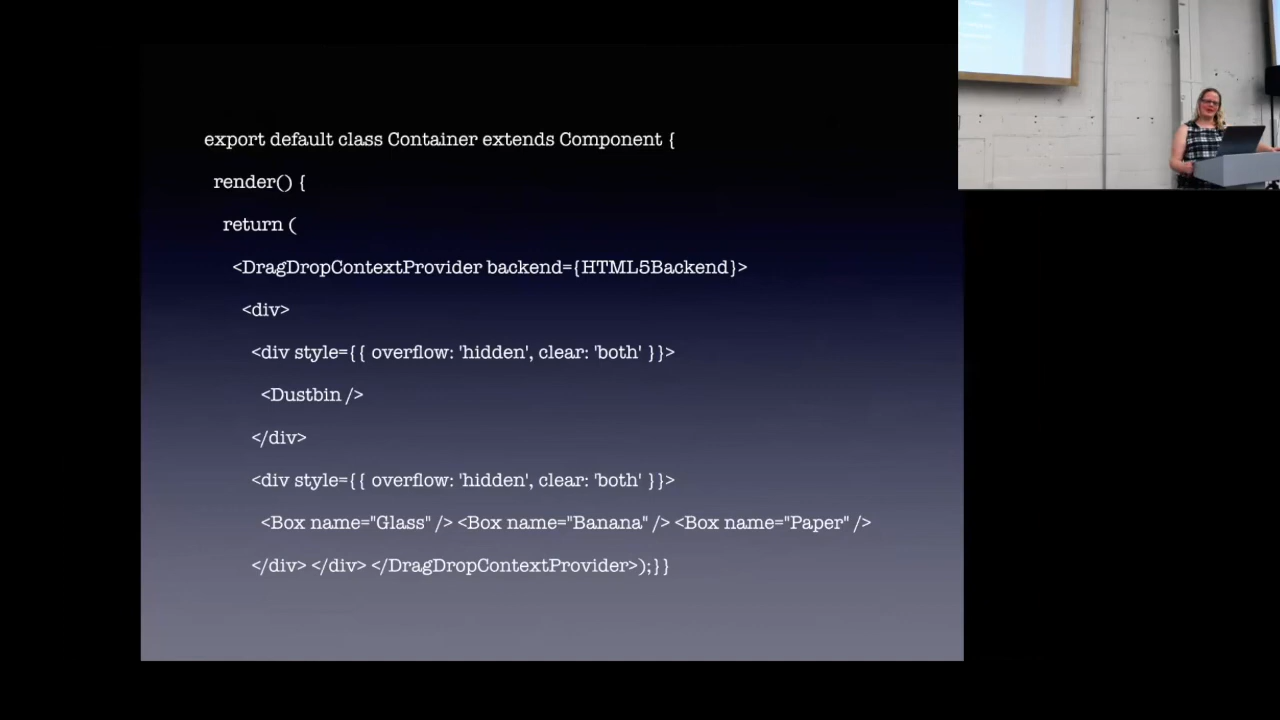 export default class Container extends Component {
render() {
return (
<DragDropContextProvider backend={HTML5Backend}>
<div>
<div style={{ overflow: 'hidden', clear: 'both' }}>
<Dustbin />
</div>
<div style={{ overflow: 'hidden', clear: 'both' }}>
<Box name="Glass" /> <Box name="Banana" /> <Box name="Paper" />
</div> </div> </DragDropContextProvider>);}}